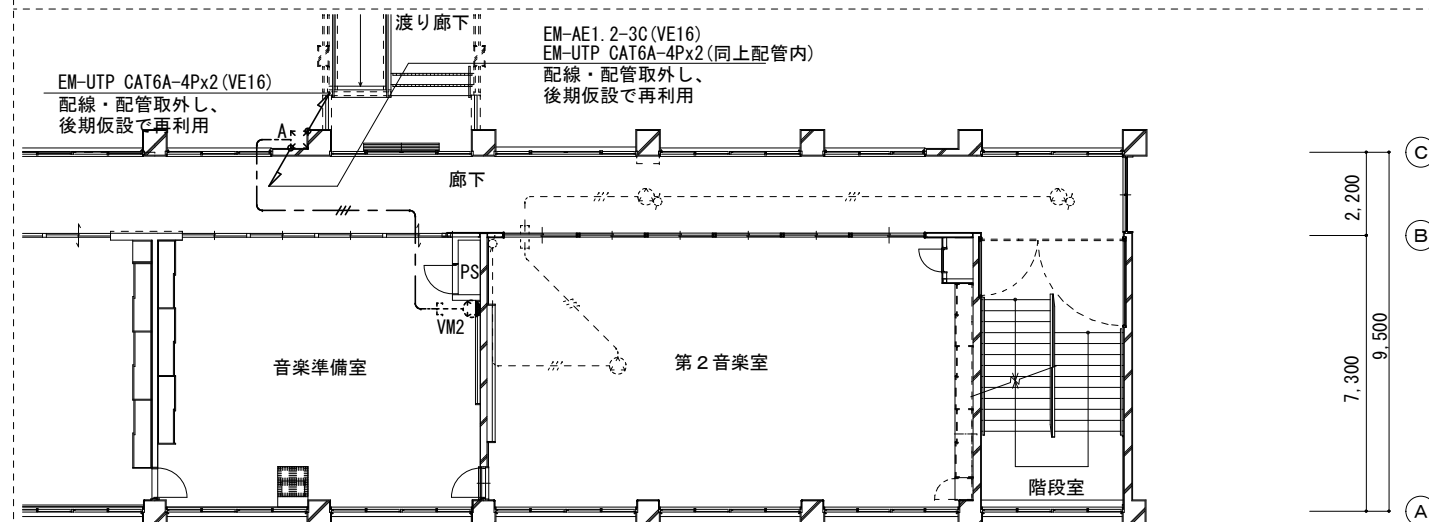 渡り廊下
EM-AE1.2-3C(VE16)
EM-UTP CAT6A-4Px2(同上配管内)
配線・配管取外し、
後期仮設で再利用
EM-UTP CAT6A-4Px2(VE16)
配線・配管取外し、
後期仮設で再利用
A
廊下
C
2,200
B
PS
VM2
音楽準備室
第2音楽室
7,300
9,500
階段室
A